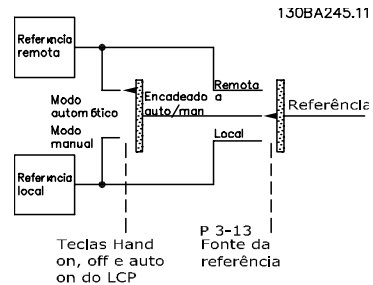 130BA245.11
Referência
remota
Modo
automático
Modo
manual
Encadeado a
auto/man
Remota
Local
Referência
Referência
local
Teclas Hand
on, off e auto
on do LCP
P 3-13
Fonte da
referência